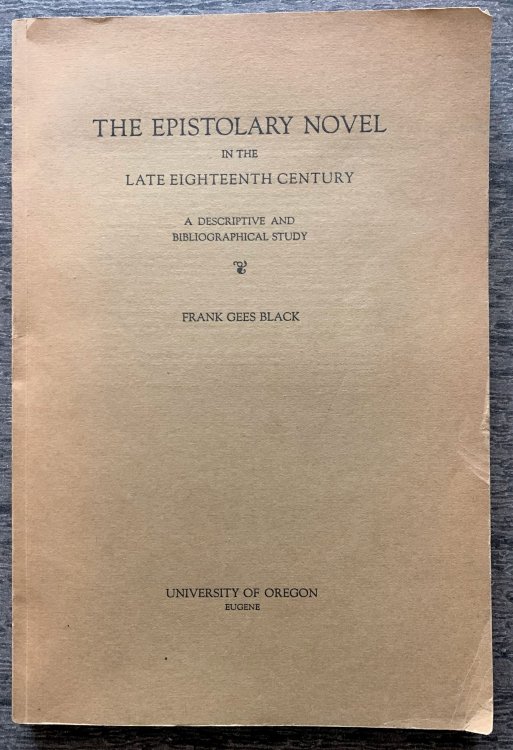 THE EPISTOLARY NOVEL
IN THE
LATE EIGHTEENTH CENTURY
A DESCRIPTIVE AND
BIBLIOGRAPHICAL STUDY
FRANK GEES BLACK
UNIVERSITY OF OREGON
EUGENE